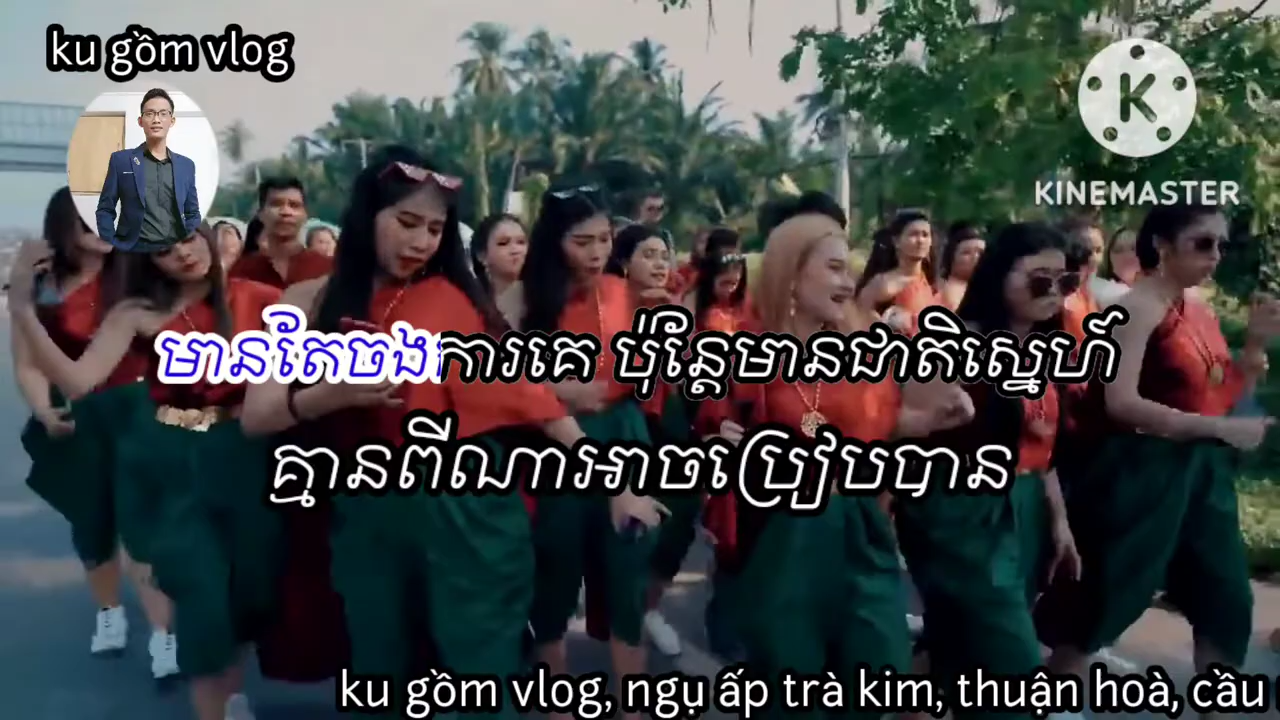 ku gồm vlog
KINEMASTER
មានតែចង់ការគេ ប៉ុន្តែមានជាតិស្នេហ៍
គ្មានពីណាអាចប្រៀបបាន
ku gồm vlog, ngụ ấp trà kim, thuận hoà, cầu